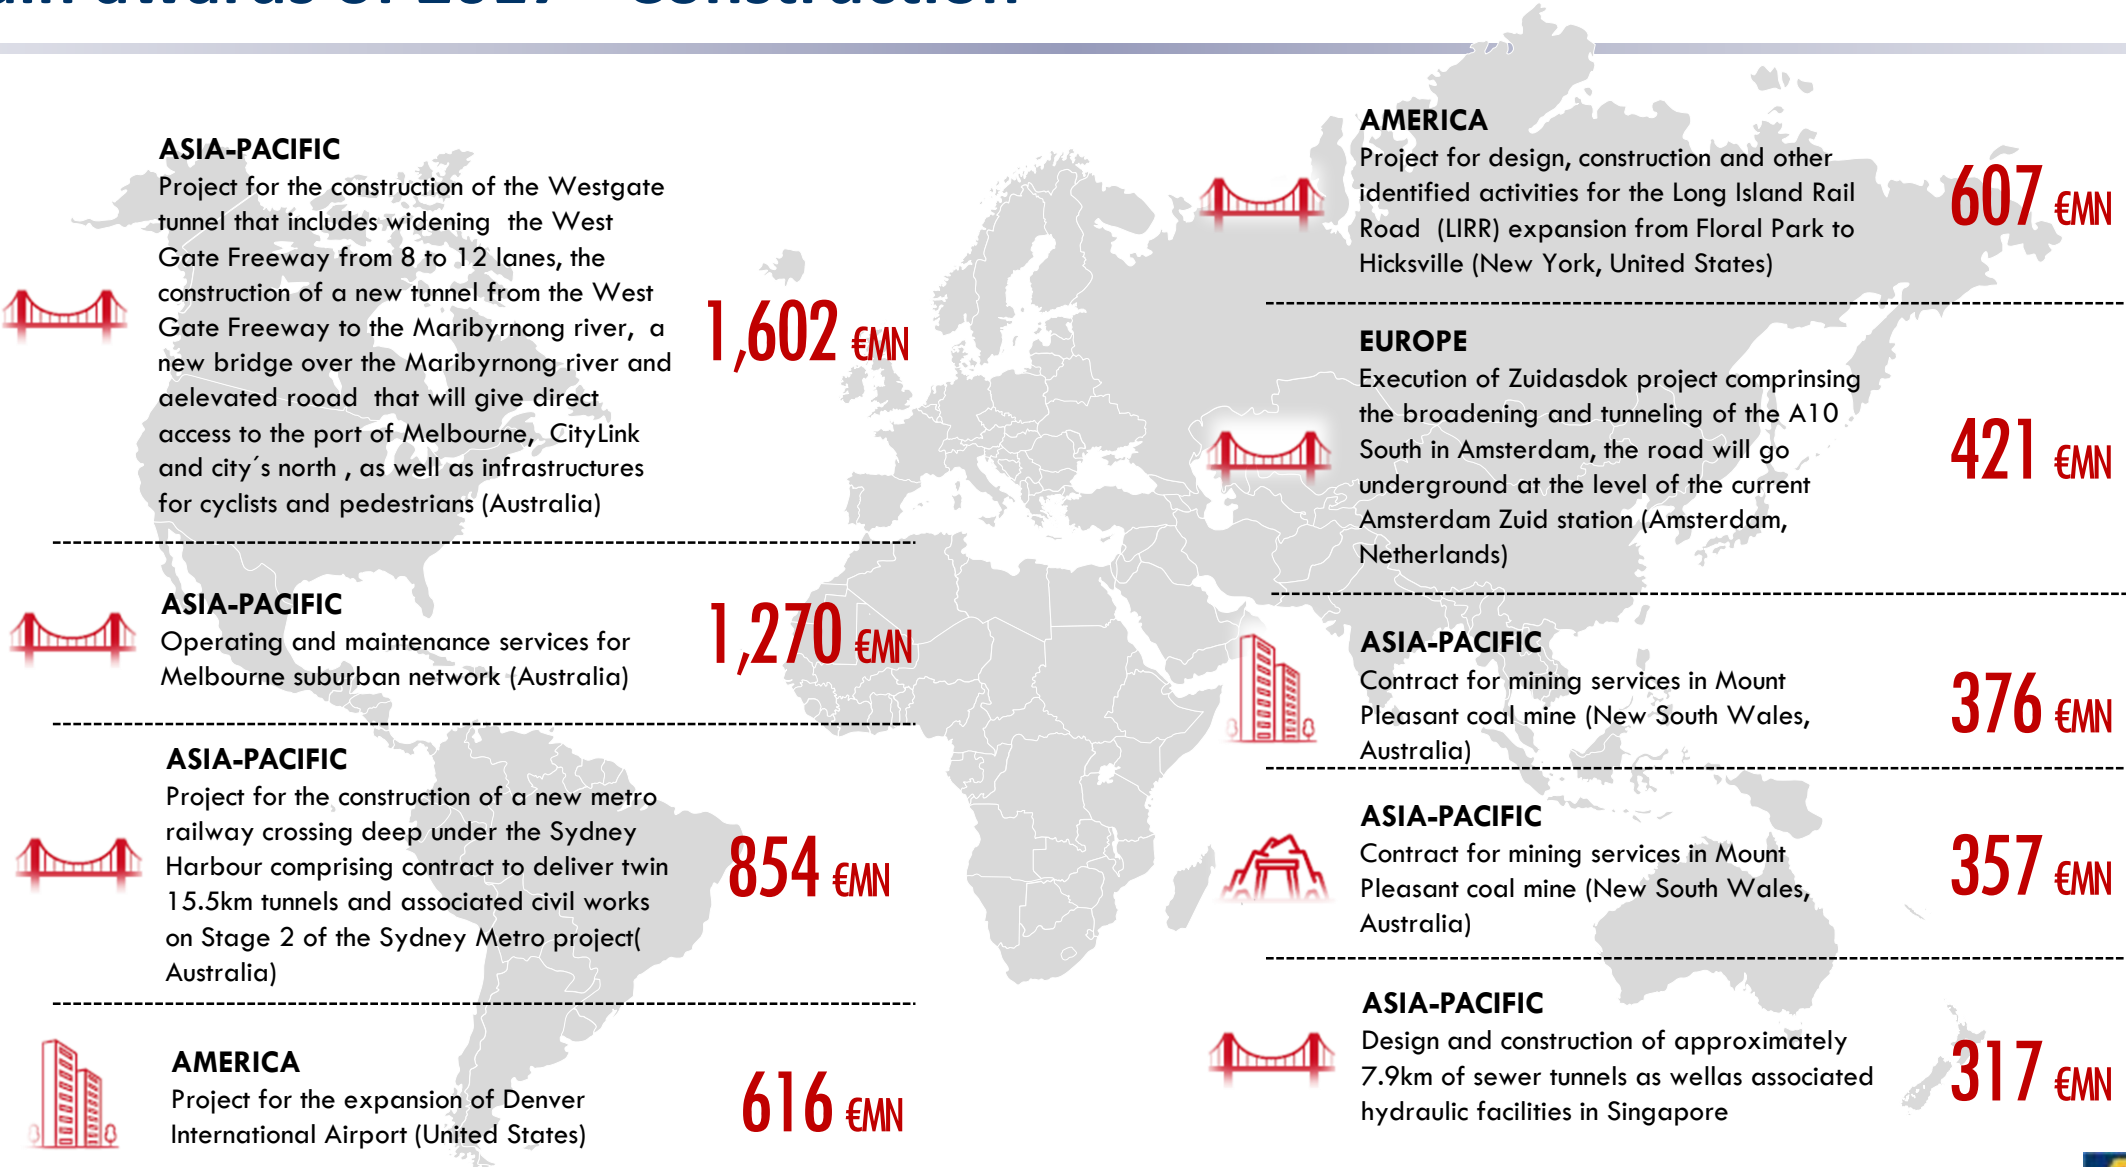 awards of 2017 - Construction
ASIA-PACIFIC
Project for the construction of the Westgate
tunnel that includes widening the West
Gate Freeway from 8 to 12 lanes, the
construction of a new tunnel from the West
Gate Freeway to the Maribyrnong river, a
new bridge over the Maribyrnong river and
aelevated rooad that will give direct
access to the port of Melbourne, CityLink
and city´s north , as well as infrastructures
for cyclists and pedestrians (Australia)
1,602 €MN
ASIA-PACIFIC
Operating and maintenance services for
Melbourne suburban network (Australia)
1,270 €MN
ASIA-PACIFIC
Project for the construction of a new metro
railway crossing deep under the Sydney
Harbour comprising contract to deliver twin
15.5km tunnels and associated civil works
on Stage 2 of the Sydney Metro project(
Australia)
854 €MN
AMERICA
Project for the expansion of Denver
International Airport (United States)
616 €MN
AMERICA
Project for design, construction and other
identified activities for the Long Island Rail
Road (LIRR) expansion from Floral Park to
Hicksville (New York, United States)
607 €MN
EUROPE
Execution of Zuidasdok project comprinsing
the broadening and tunneling of the A10
South in Amsterdam, the road will go
underground at the level of the current
Amsterdam Zuid station (Amsterdam,
Netherlands)
421 €MN
ASIA-PACIFIC
Contract for mining services in Mount
Pleasant coal mine (New South Wales,
Australia)
376 €MN
ASIA-PACIFIC
Contract for mining services in Mount
Pleasant coal mine (New South Wales,
Australia)
357 €MN
ASIA-PACIFIC
Design and construction of approximately
7.9km of sewer tunnels as wellas associated
hydraulic facilities in Singapore
317 €MN